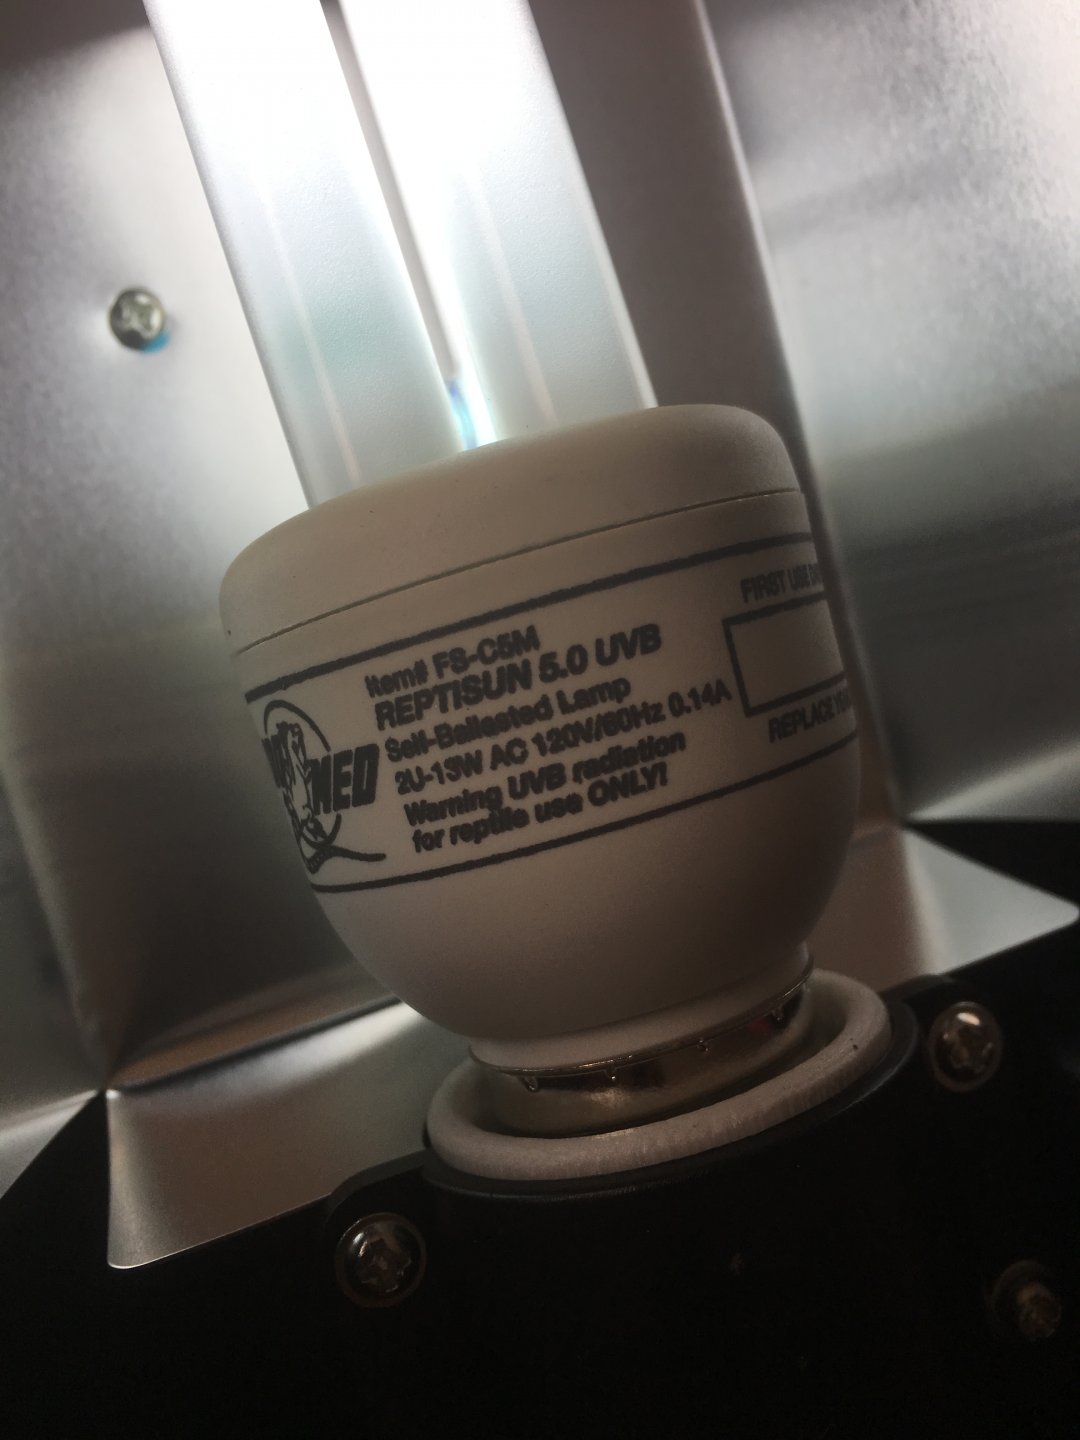 Item# FS-C5M
REPTISUN 5.0 UVB
Self-Ballasted Lamp
2U-13W AC 120V/60Hz 0.14A
Warning UVB radiation
for reptile use ONLY!
MED
FIRST USE
REPLACE